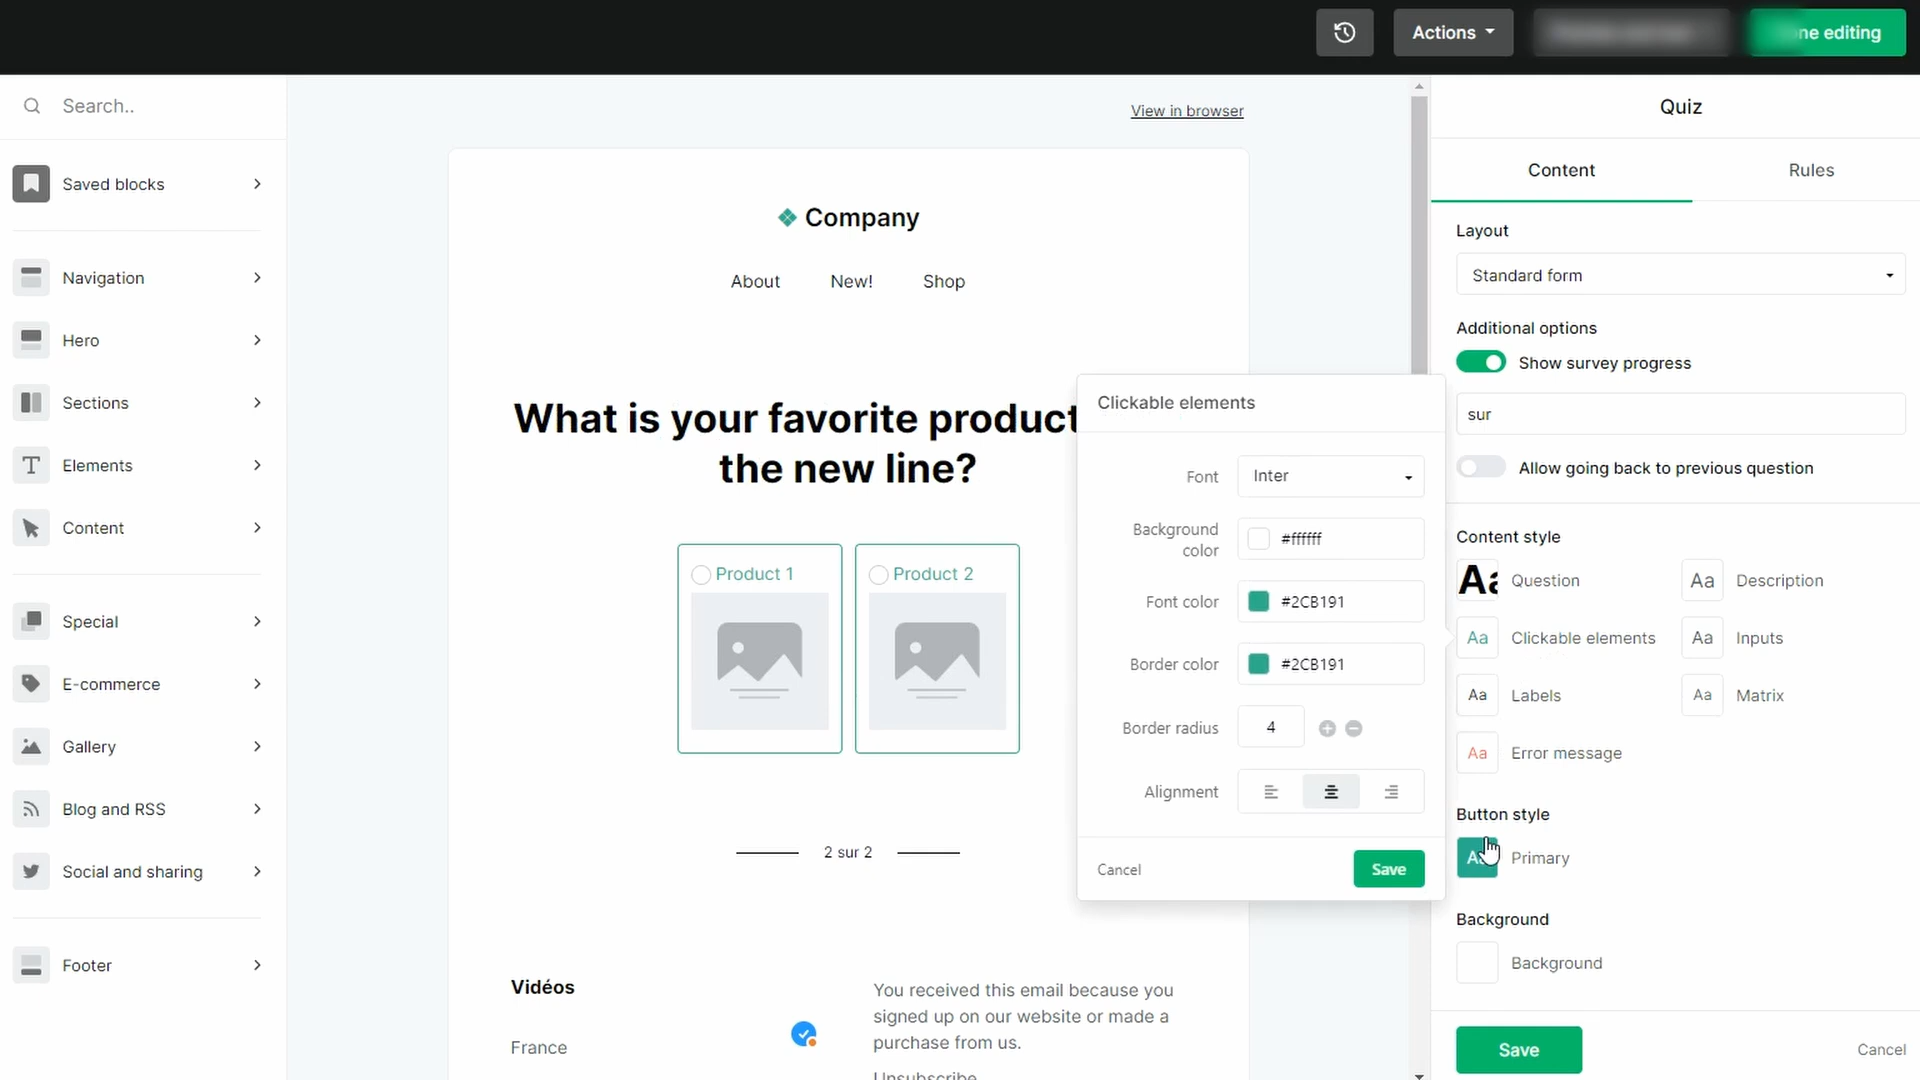 Actions
ne editing
Search..
Saved blocks
Navigation
Hero
Sections
Elements
Content
Special
E-commerce
Gallery
Blog and RSS
Social and sharing
Footer
View in browser
Company
About New! Shop
What is your favorite product
the new line?
Product 1
Product 2
2 sur 2
Vidéos
France
You received this email because you
signed up on our website or made a
purchase from us.
Unsubscribe
Clickable elements
Font Inter
Background
color
#ffffff
Font color #2CB191
Border color #2CB191
Border radius 4
Alignment
Cancel Save
Quiz
Content Rules
Layout
Standard form
Additional options
Show survey progress
sur
Allow going back to previous question
Content style
Aa Question
Aa Description
Aa Clickable elements
Aa Inputs
Aa Labels
Aa Matrix
Aa Error message
Button style
Primary
Background
Background
Save Cancel